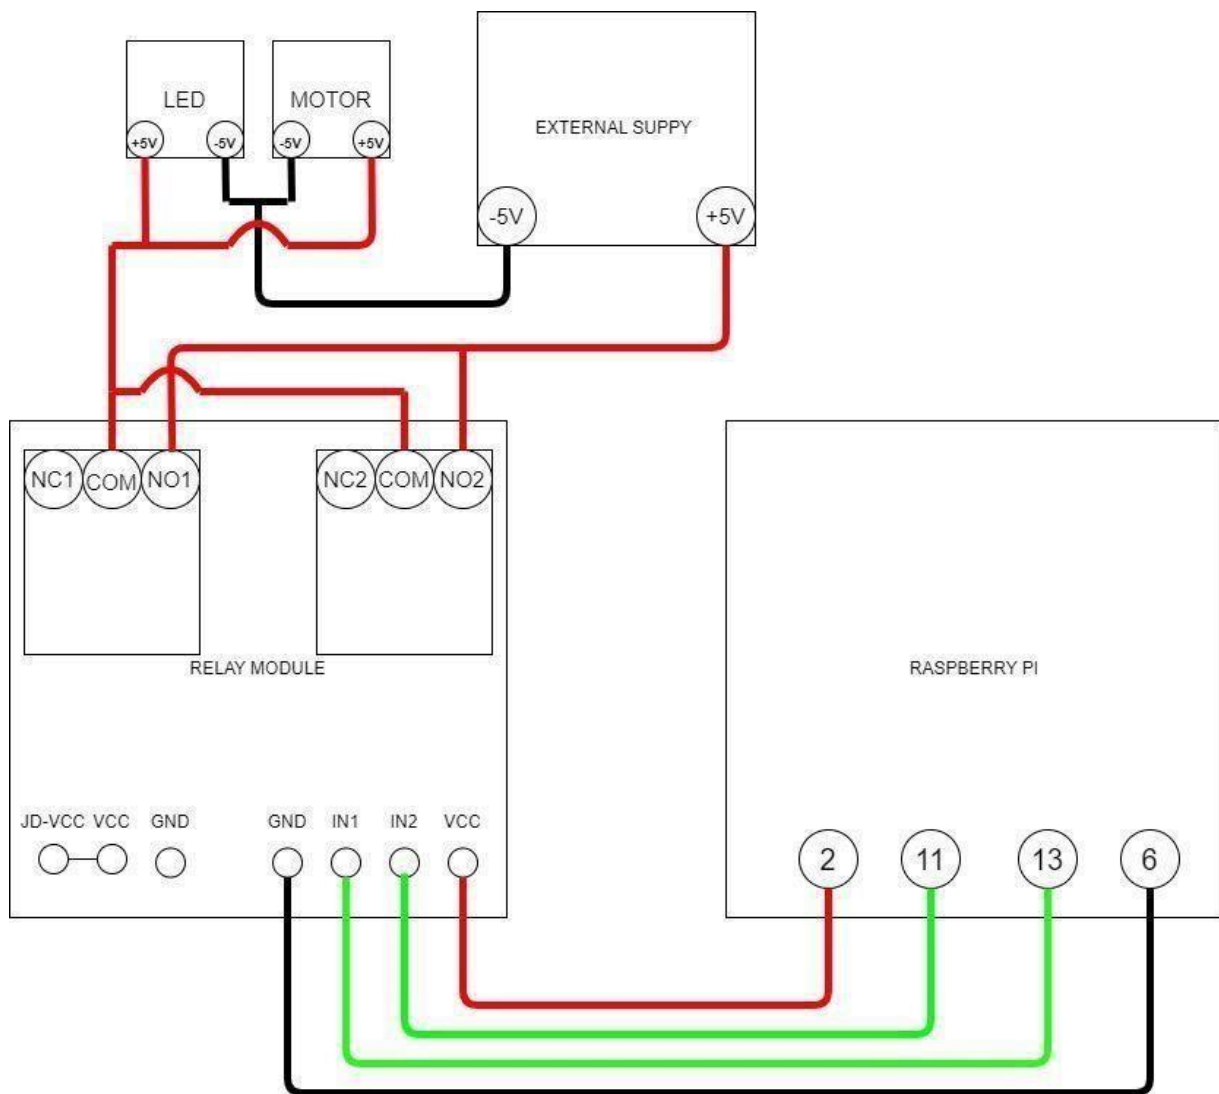 LED
MOTOR
+5V
-5V
-5V
+5V
EXTERNAL SUPPY
-5V
+5V
NC1
COM
NO1
NC2
COM
NO2
RELAY MODULE
RASPBERRY PI
JD-VCC
VCC
GND
GND
IN1
IN2
VCC
2
11
13
6